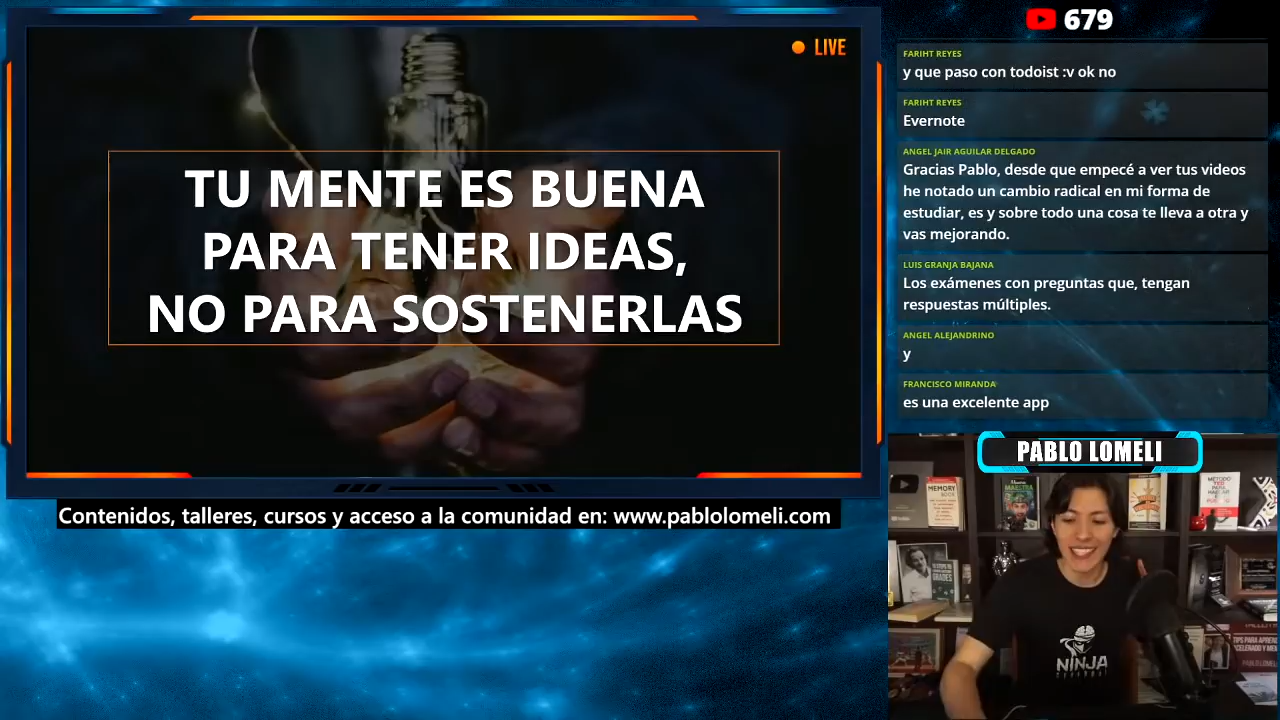 LIVE
TU MENTE ES BUENA
PARA TENER IDEAS,
NO PARA SOSTENERLAS
Contenidos, talleres, cursos y acceso a la comunidad en: www.pablolomeli.com
679
FARIHT REYES
y que paso con todoist :v ok no
FARIHT REYES
Evernote
ANGEL JAIR AGUILAR DELGADO
Gracias Pablo, desde que empecé a ver tus videos
he notado un cambio radical en mi forma de
estudiar, es y sobre todo una cosa te lleva a otra y
vas mejorando.
LUIS GRANJA BAJANA
Los exámenes con preguntas que, tengan
respuestas múltiples.
ANGEL ALEJANDRINO
y
FRANCISCO MIRANDA
es una excelente app
PABLO LOMELI
MEMORY
NINJA